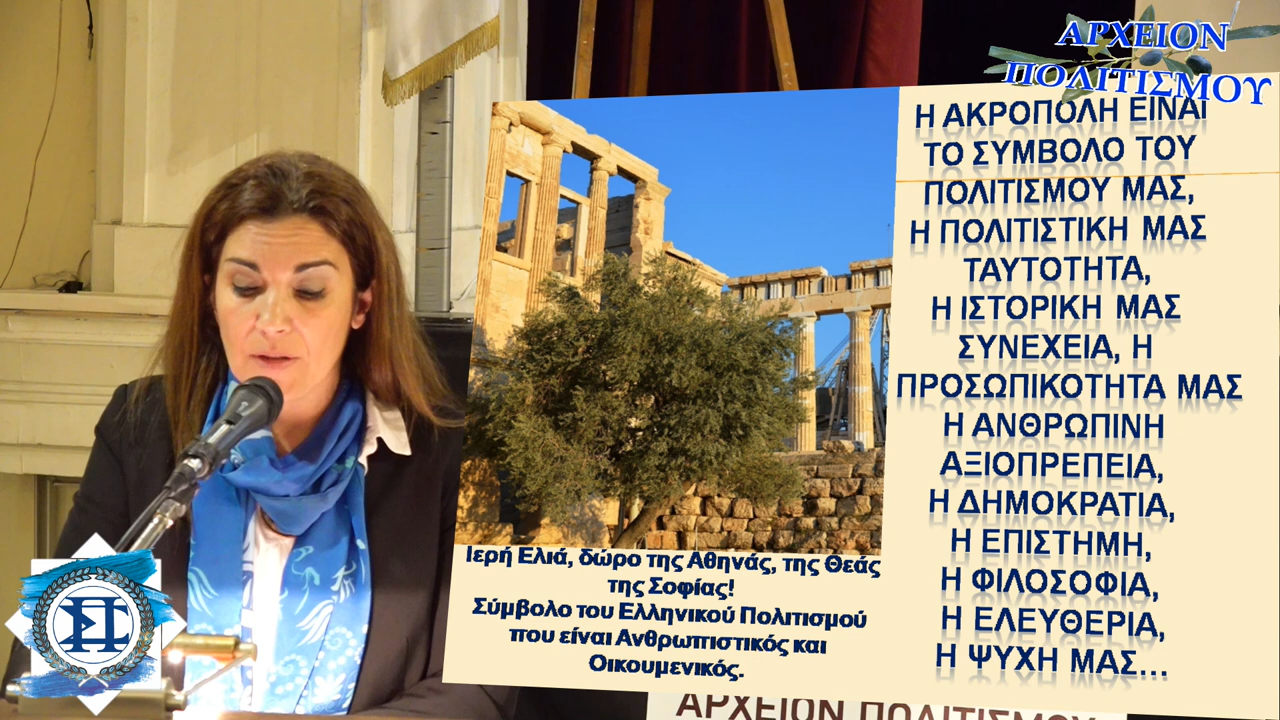 ΑΡΧΕΙΟΝ
ΠΟΛΙΤΙΣΜΟΥ
Η ΑΚΡΟΠΟΛΗ ΕΙΝΑΙ
ΤΟ ΣΥΜΒΟΛΟ ΤΟΥ
ΠΟΛΙΤΙΣΜΟΥ ΜΑΣ,
Η ΠΟΛΙΤΙΣΤΙΚΗ ΜΑΣ
ΤΑΥΤΟΤΗΤΑ,
Η ΙΣΤΟΡΙΚΗ ΜΑΣ
ΣΥΝΕΧΕΙΑ, Η
ΠΡΟΣΩΠΙΚΟΤΗΤΑ ΜΑΣ
Η ΑΝΘΡΩΠΙΝΗ
ΑΞΙΟΠΡΕΠΕΙΑ,
Η ΔΗΜΟΚΡΑΤΙΑ,
Η ΕΠΙΣΤΗΜΗ,
Η ΦΙΛΟΣΟΦΙΑ,
Η ΕΛΕΥΘΕΡΙΑ,
Η ΨΥΧΗ ΜΑΣ...
Ιερή Ελιά, δώρο της Αθηνάς, της Θεάς
της Σοφίας!
Σύμβολο του Ελληνικού Πολιτισμού
που είναι Ανθρωπιστικός και
Οικουμενικός.
ΑΡΧΕΙΟΝ ΠΟΛΙΤΙΣΜΟΥ